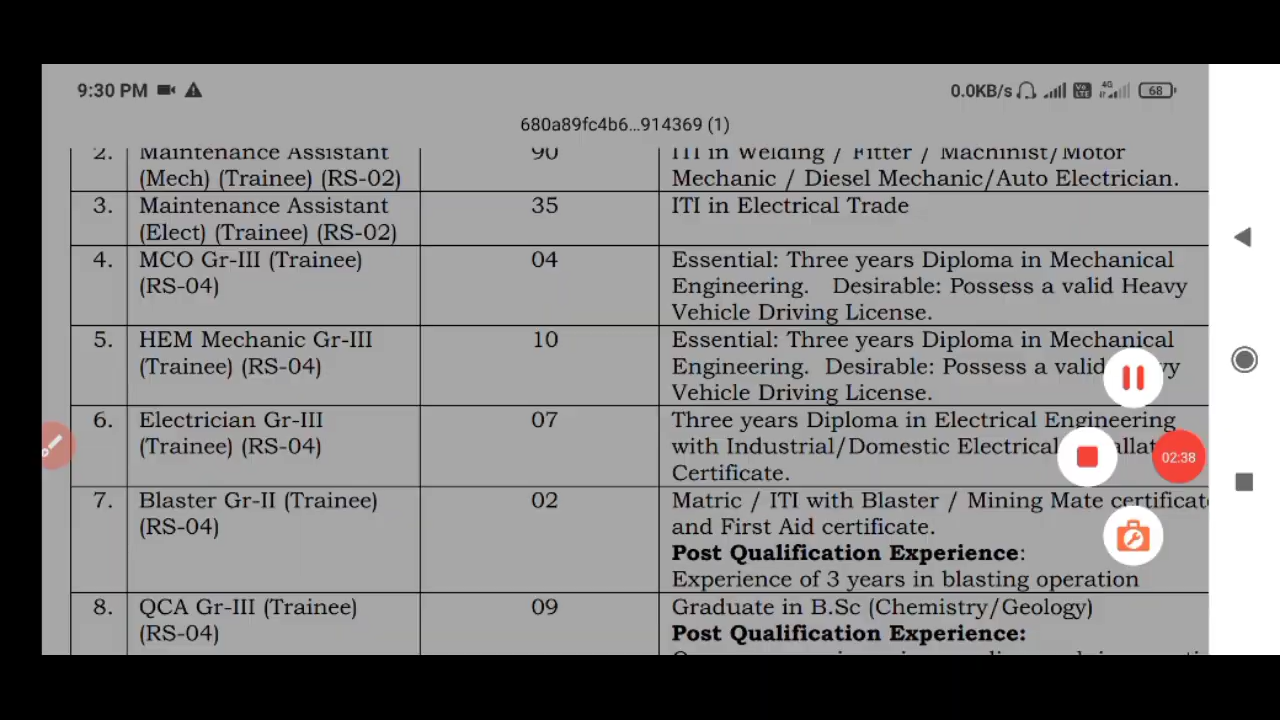 9:30 PM
0.0KB/s
4G
68
680a89fc4b6...914369 (1)
2. Maintenance Assistant 90 ITI in Welding / Fitter / Machinist/Motor
(Mech) (Trainee) (RS-02) Mechanic / Diesel Mechanic/Auto Electrician.
3. Maintenance Assistant 35 ITI in Electrical Trade
(Elect) (Trainee) (RS-02)
4. MCO Gr-III (Trainee) 04 Essential: Three years Diploma in Mechanical
(RS-04) Engineering. Desirable: Possess a valid Heavy
Vehicle Driving License.
5. HEM Mechanic Gr-III 10 Essential: Three years Diploma in Mechanical
(Trainee) (RS-04) Engineering. Desirable: Possess a valid
Vehicle Driving License.
6. Electrician Gr-III 07 Three years Diploma in Electrical Engineering
(Trainee) (RS-04) with Industrial/Domestic Electrical
02:38
Certificate.
7. Blaster Gr-II (Trainee) 02 Matric / ITI with Blaster / Mining Mate certificate
(RS-04) and First Aid certificate.
Post Qualification Experience:
Experience of 3 years in blasting operation
8. QCA Gr-III (Trainee) 09 Graduate in B.Sc (Chemistry/Geology)
(RS-04) Post Qualification Experience: